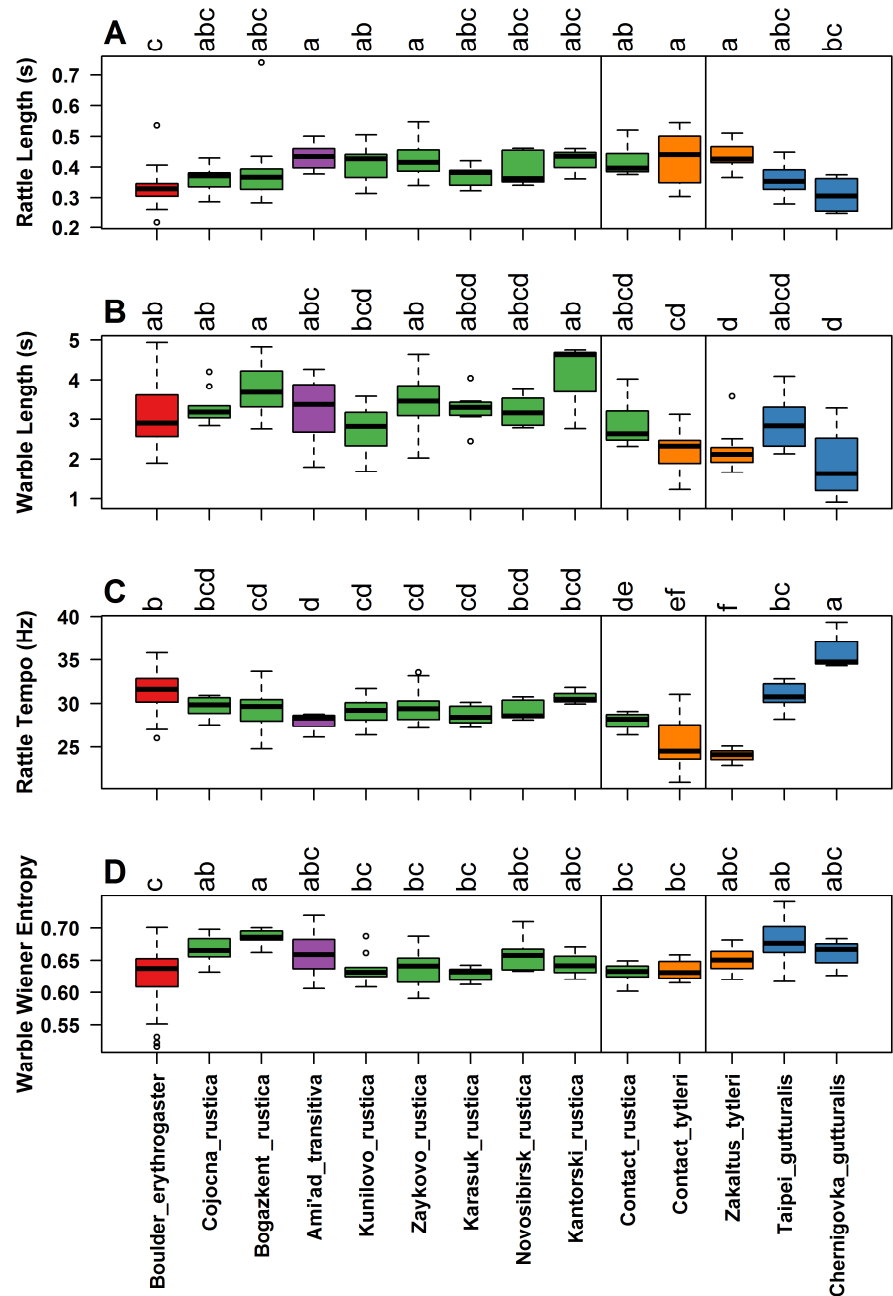 A c abc abc a ab a abc abc abc ab a a abc bc
Rattle Length (s)
0.7
0.6
0.5
0.4
0.3
0.2
B ab ab a abc bcd ab abcd abcd ab abcd cd d abcd d
Warble Length (s)
5
4
3
2
1
C b bcd cd d cd cd cd bcd bcd de ef f bc a
Rattle Tempo (Hz)
40
35
30
25
D c ab a abc bc bc bc abc abc bc bc abc ab abc
Warble Wiener Entropy
0.70
0.65
0.60
0.55
Boulder_erythrogaster
Cojocna_rustica
Bogazkent _rustica
Ami'ad_transitiva
Kunilovo_rustica
Zaykovo_rustica
Karasuk_rustica
Novosibirsk_rustica
Kantorski_rustica
Contact_rustica
Contact_tytleri
Zakaltus_tytleri
Taipei_gutturalis
Chernigovka_gutturalis